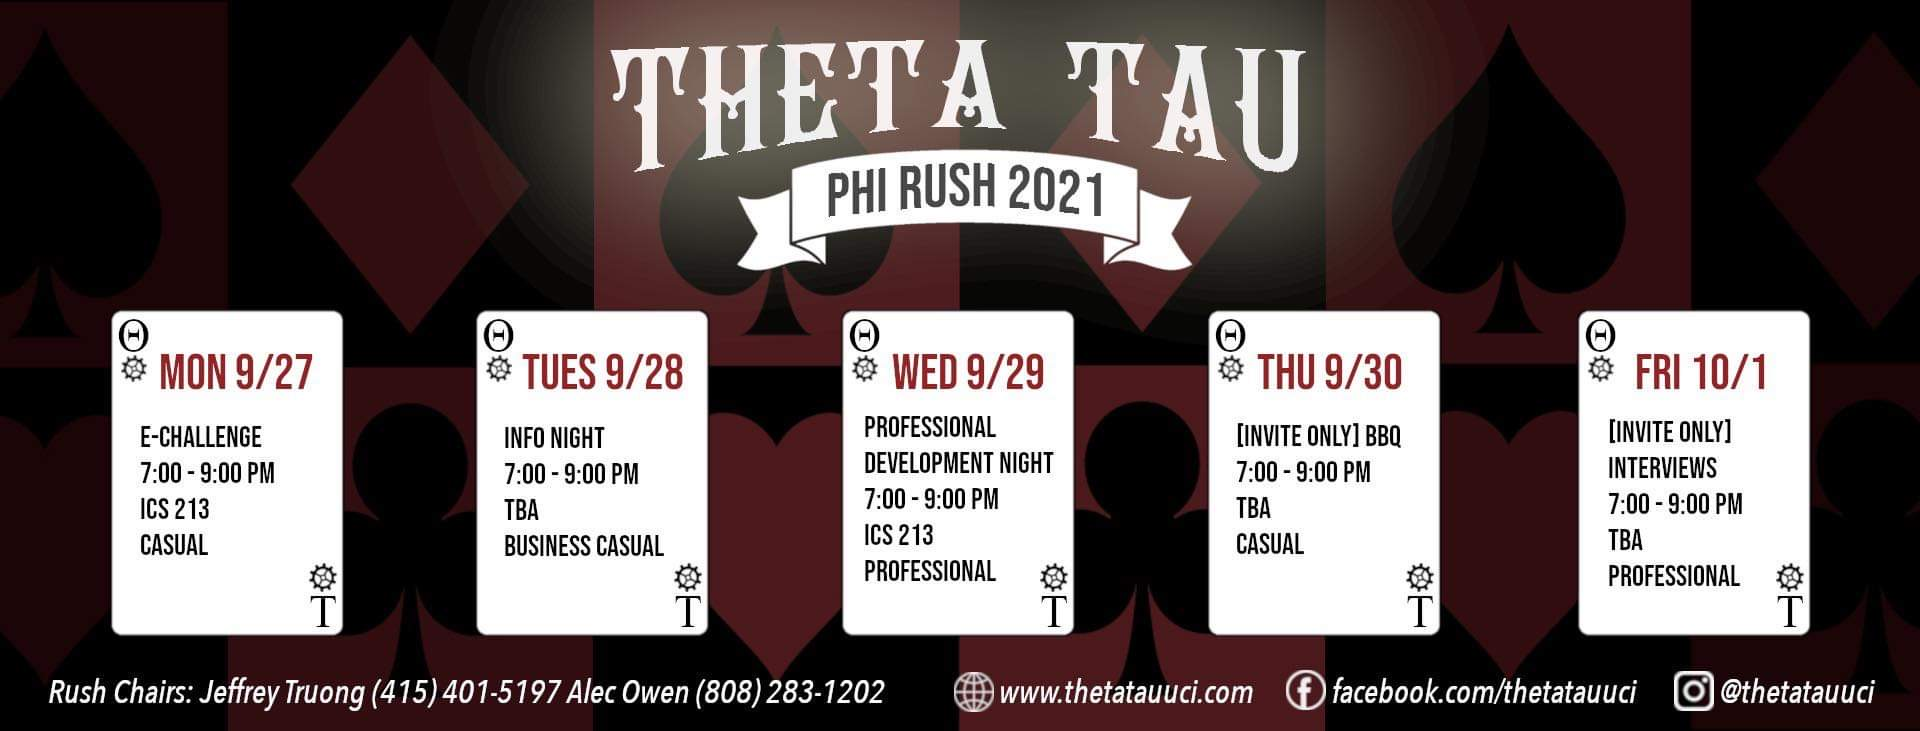 THETA TAU
PHI RUSH 2021
Θ
MON 9/27
E-CHALLENGE
7:00 - 9:00 PM
ICS 213
CASUAL
T
Θ
TUES 9/28
INFO NIGHT
7:00 - 9:00 PM
TBA
BUSINESS CASUAL
T
Θ
WED 9/29
PROFESSIONAL
DEVELOPMENT NIGHT
7:00 - 9:00 PM
ICS 213
PROFESSIONAL
T
Θ
THU 9/30
[INVITE ONLY] BBQ
7:00 - 9:00 PM
TBA
CASUAL
T
Θ
FRI 10/1
[INVITE ONLY]
INTERVIEWS
7:00 - 9:00 PM
TBA
PROFESSIONAL
T
Rush Chairs: Jeffrey Truong (415) 401-5197 Alec Owen (808) 283-1202
www.thetatauuci.com
facebook.com/thetatauuci
@thetatauuci